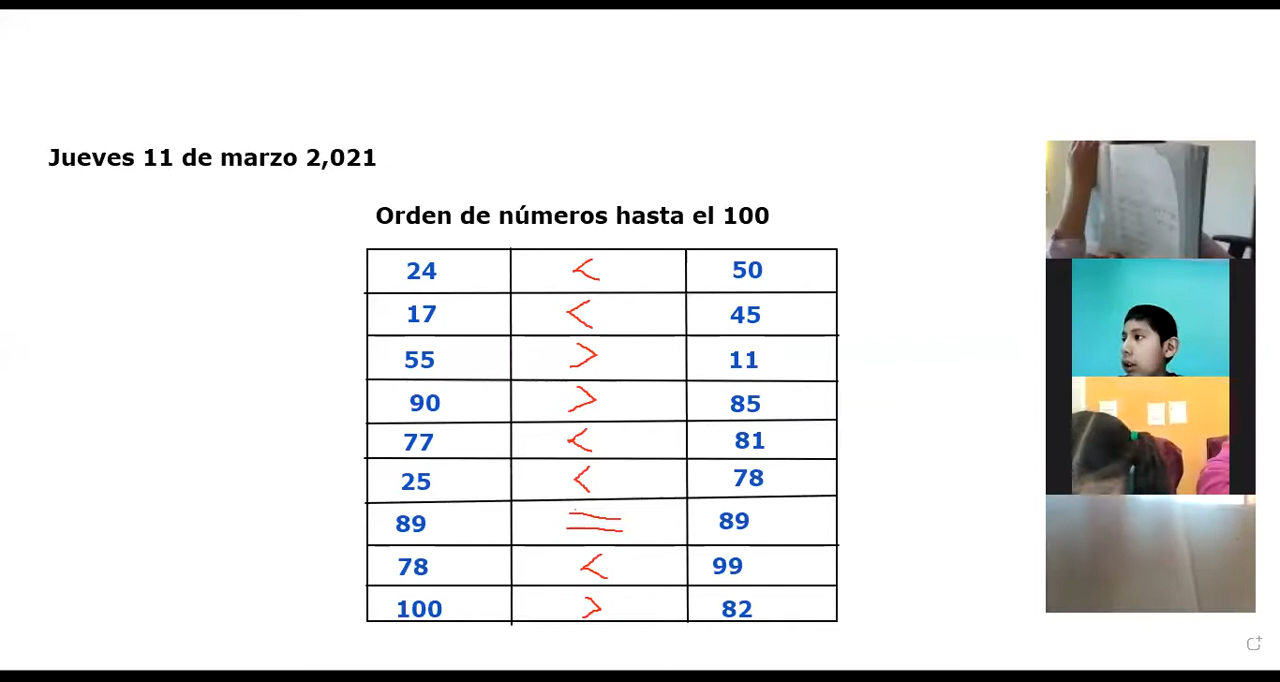 Jueves 11 de marzo 2,021
Orden de números hasta el 100
24 < 50
17 < 45
55 > 11
90 > 85
77 < 81
25 < 78
89 = 89
78 < 99
100 > 82